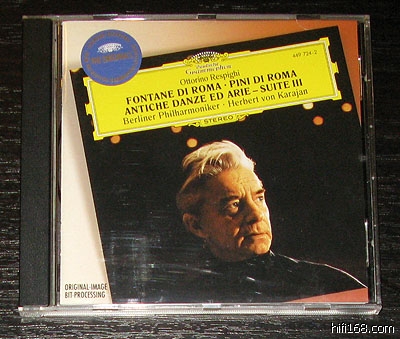 449 724-2
Deutsche
Grammophon
Ottorino Respighi
FONTANE DI ROMA · PINI DI ROMA
ANTICHE DANZE ED ARIE – SUITE III
Berliner Philharmoniker · Herbert von Karajan
STEREO
ORIGINAL-IMAGE
BIT-PROCESSING
hifi168.com